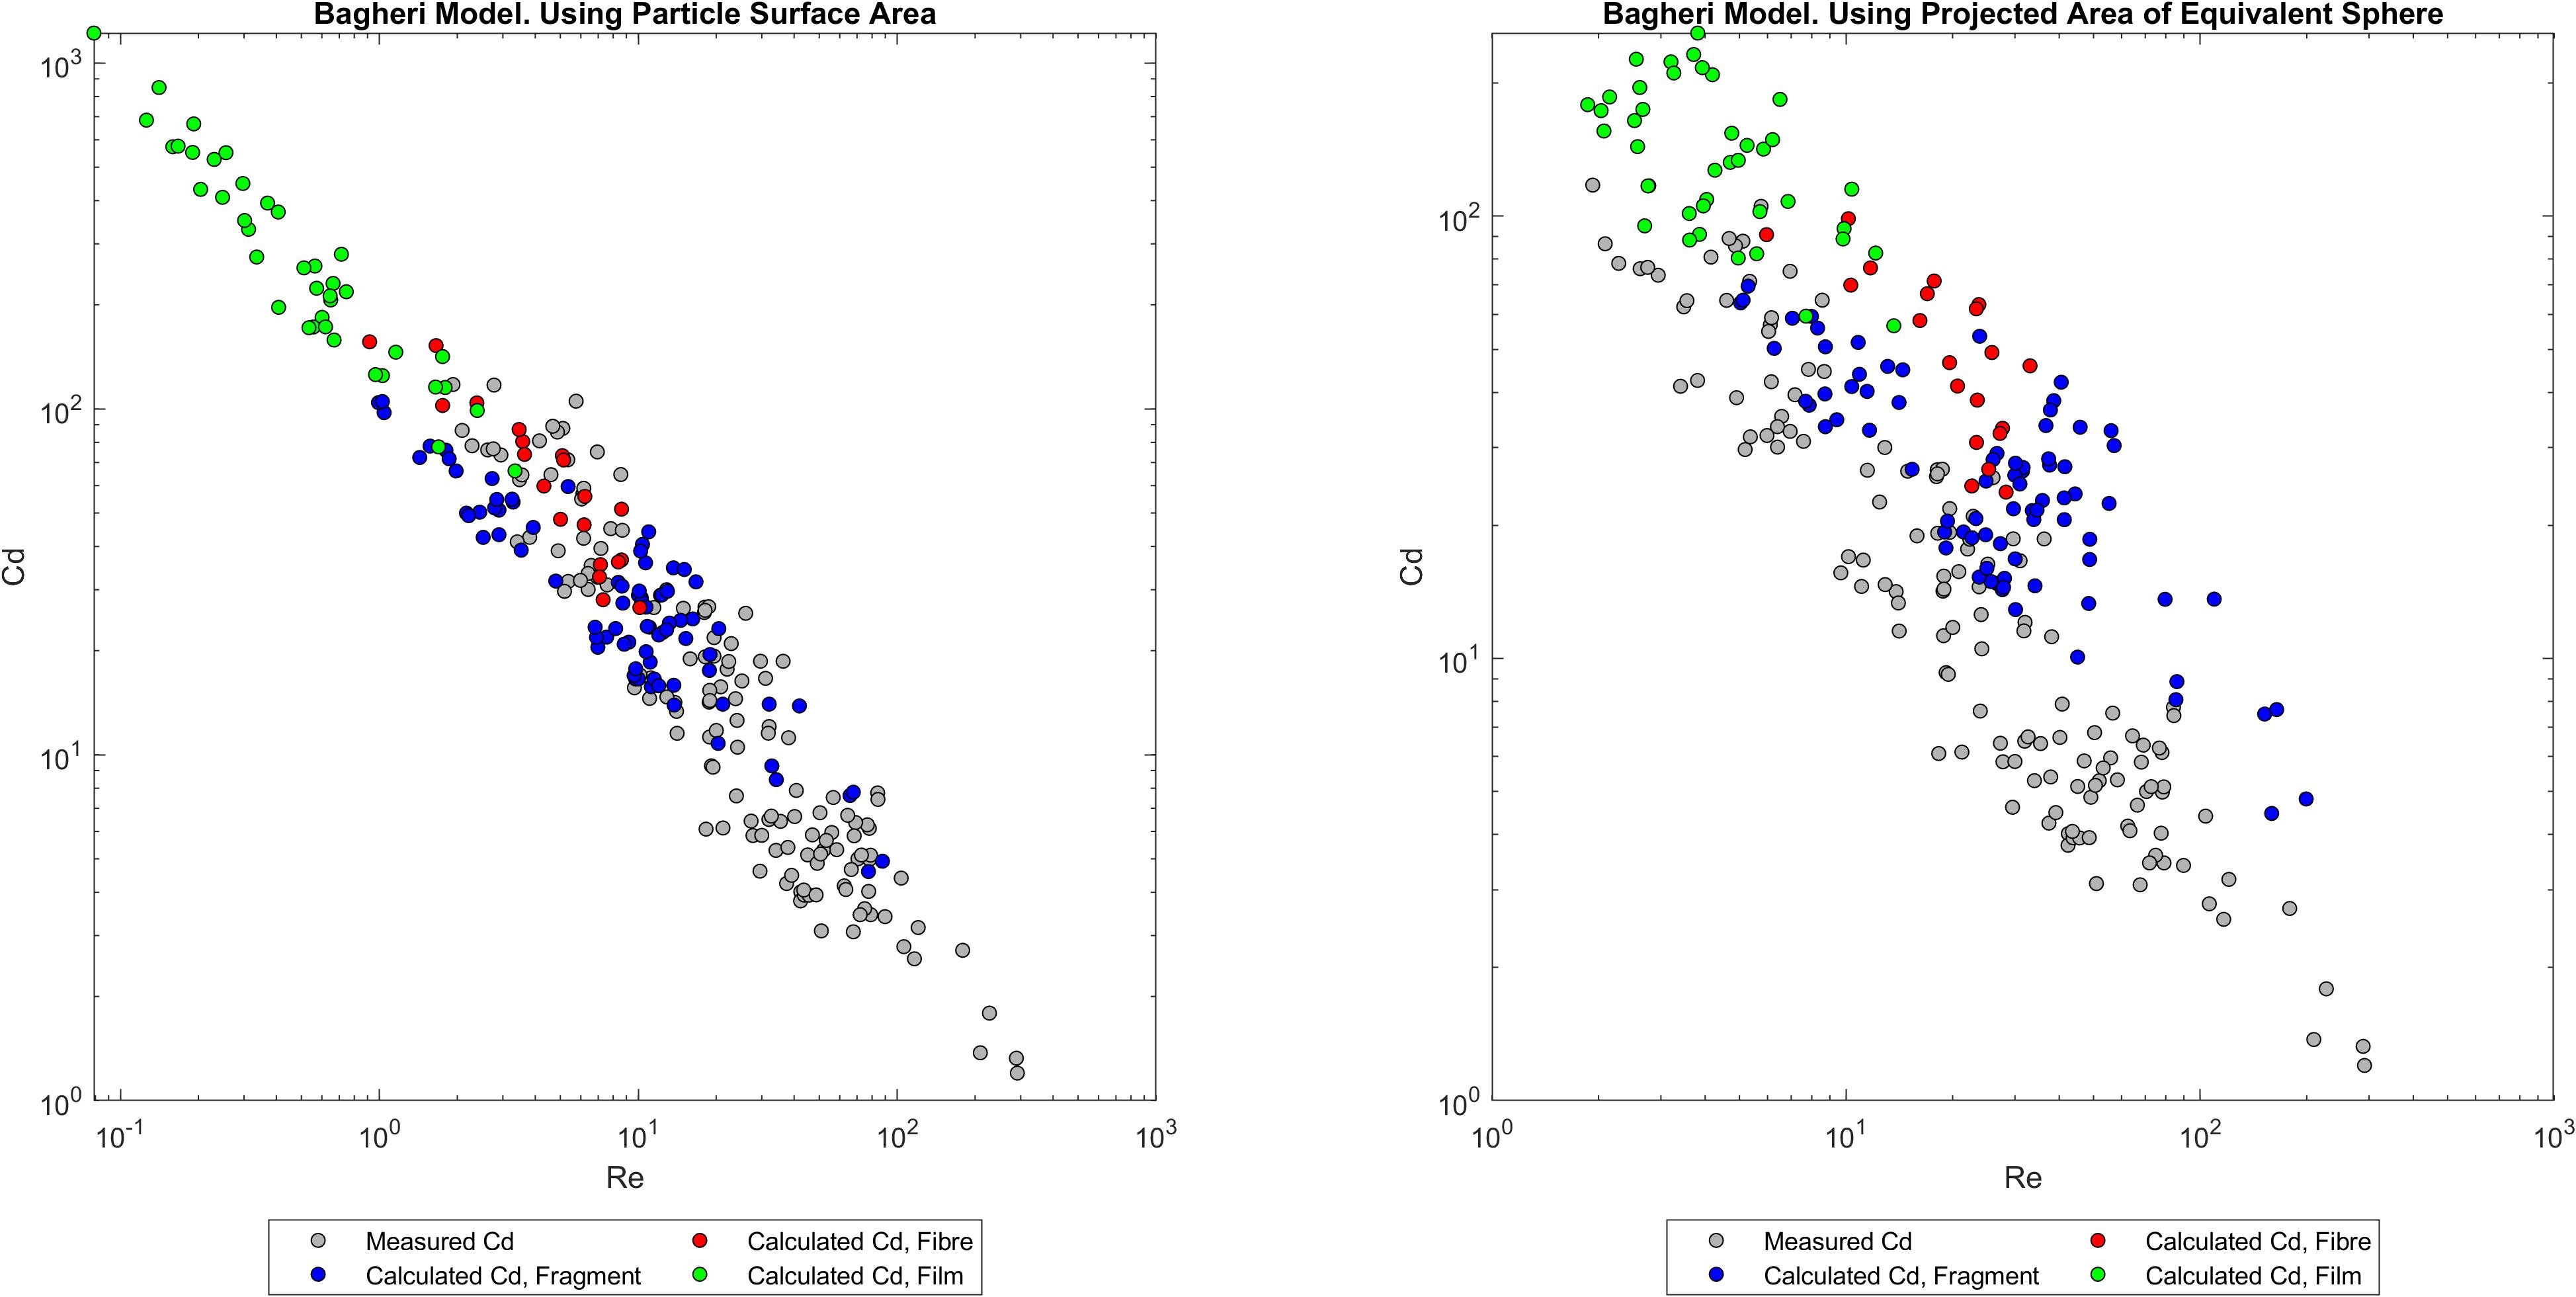 Bagheri Model. Using Particle Surface Area
10^3
10^2
10^1
10^0
Cd
10^-1 10^0 10^1 10^2 10^3
Re
Measured Cd
Calculated Cd, Fibre
Calculated Cd, Fragment
Calculated Cd, Film
Bagheri Model. Using Projected Area of Equivalent Sphere
10^2
10^1
10^0
Cd
10^0 10^1 10^2 10^3
Re
Measured Cd
Calculated Cd, Fibre
Calculated Cd, Fragment
Calculated Cd, Film